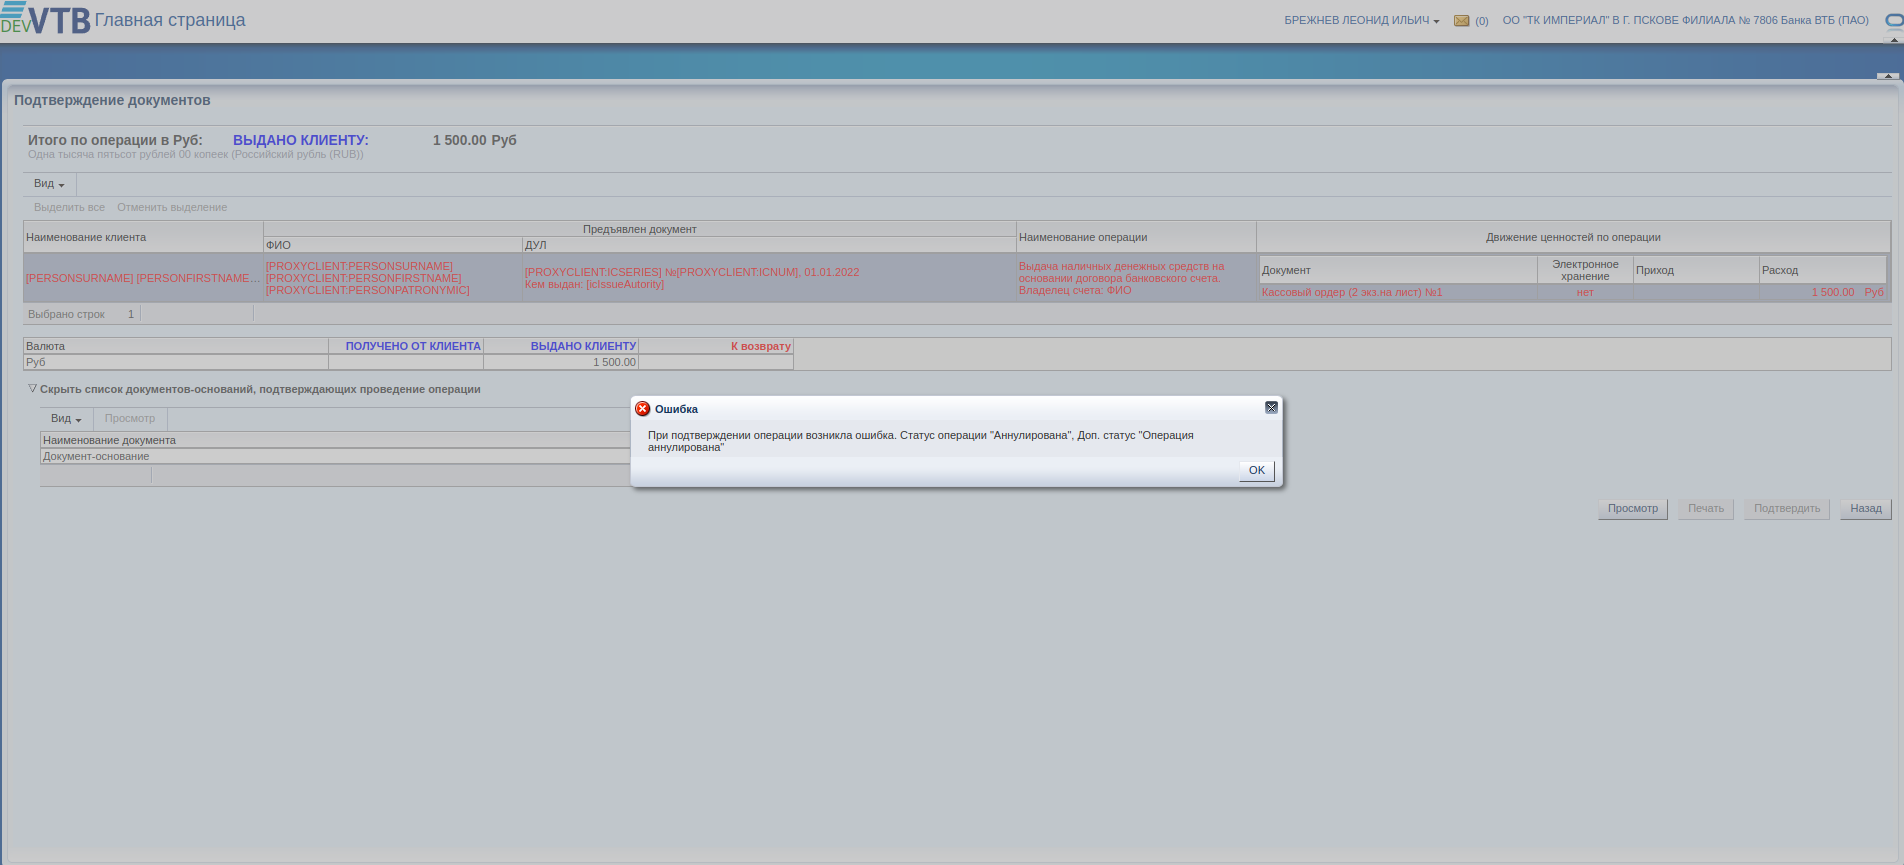 DEV VTB Главная страница
БРЕЖНЕВ ЛЕОНИД ИЛЬИЧ (0) ОО "ТК ИМПЕРИАЛ" В Г. ПСКОВЕ ФИЛИАЛА № 7806 Банка ВТБ (ПАО)
Подтверждение документов
Итого по операции в Руб: ВЫДАНО КЛИЕНТУ: 1 500.00 Руб
Одна тысяча пятьсот рублей 00 копеек (Российский рубль (RUB))
Вид
Выделить все Отменить выделение
Наименование клиента
Предъявлен документ
ФИО ДУЛ
Наименование операции
Движение ценностей по операции
[PERSONSURNAME] [PERSONFIRSTNAME...
[PROXYCLIENT:PERSONSURNAME]
[PROXYCLIENT:PERSONFIRSTNAME]
[PROXYCLIENT:PERSONPATRONYMIC]
[PROXYCLIENT:ICSERIES] №[PROXYCLIENT:ICNUM], 01.01.2022
Кем выдан: [icIssueAutority]
Выдача наличных денежных средств на
основании договора банковского счета.
Владелец счета: ФИО
Документ
Электронное
хранение
Приход
Расход
Кассовый ордер (2 экз.на лист) №1 нет 1 500.00 Руб
Выбрано строк 1
Валюта ПОЛУЧЕНО ОТ КЛИЕНТА ВЫДАНО КЛИЕНТУ К возврату
Руб 1 500.00
Скрыть список документов-оснований, подтверждающих проведение операции
Вид Просмотр
Наименование документа
Документ-основание
Ошибка
При подтверждении операции возникла ошибка. Статус операции "Аннулирована", Доп. статус "Операция
аннулирована"
OK
Просмотр Печать Подтвердить Назад